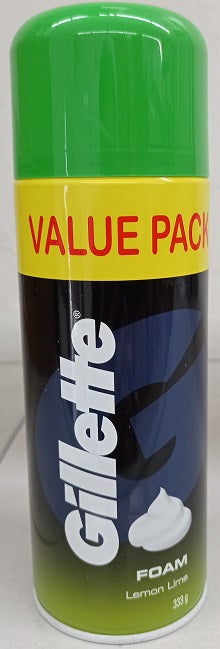 VALUE PACK
Gillette®
FOAM
Lemon Lime
333 g